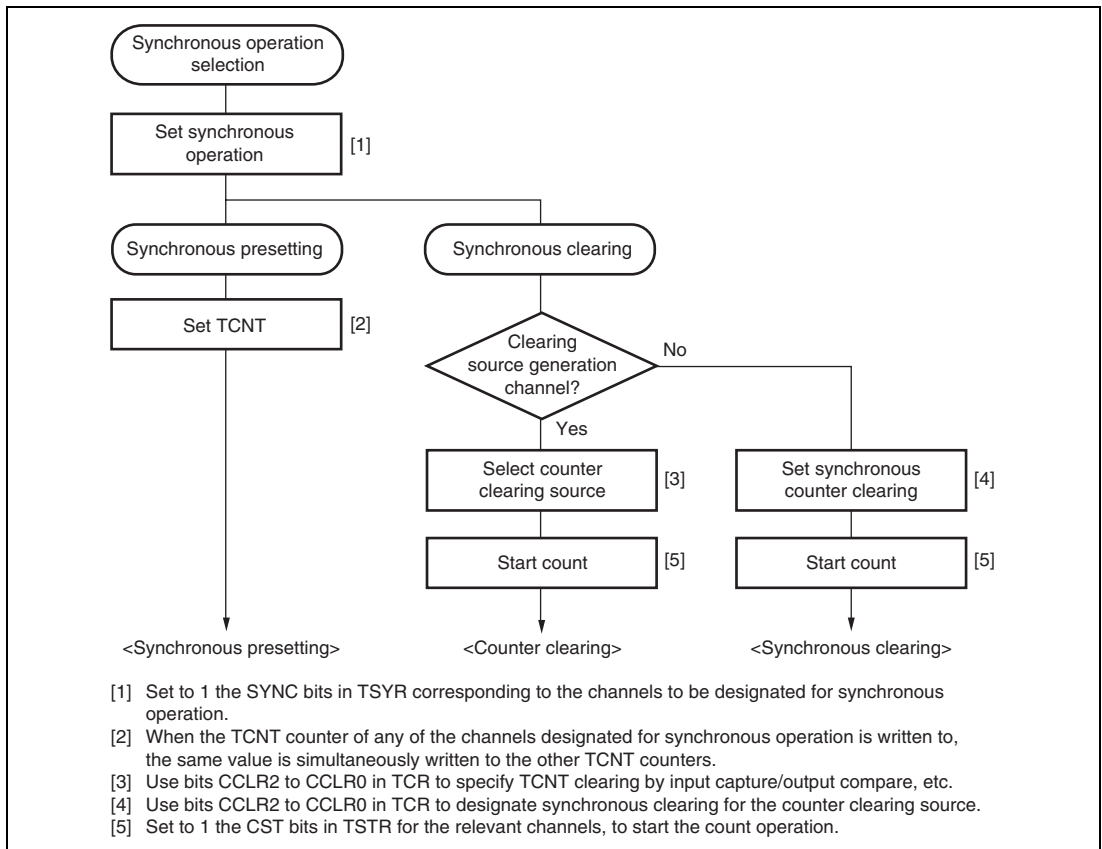 Synchronous operation
selection
Set synchronous
operation
[1]
Synchronous presetting
Synchronous clearing
Set TCNT
[2]
Clearing
source generation
channel?
No
Yes
Select counter
clearing source
[3]
Set synchronous
counter clearing
[4]
Start count
[5]
Start count
[5]
<Synchronous presetting>
<Counter clearing>
<Synchronous clearing>
[1] Set to 1 the SYNC bits in TSYR corresponding to the channels to be designated for synchronous
operation.
[2] When the TCNT counter of any of the channels designated for synchronous operation is written to,
the same value is simultaneously written to the other TCNT counters.
[3] Use bits CCLR2 to CCLR0 in TCR to specify TCNT clearing by input capture/output compare, etc.
[4] Use bits CCLR2 to CCLR0 in TCR to designate synchronous clearing for the counter clearing source.
[5] Set to 1 the CST bits in TSTR for the relevant channels, to start the count operation.